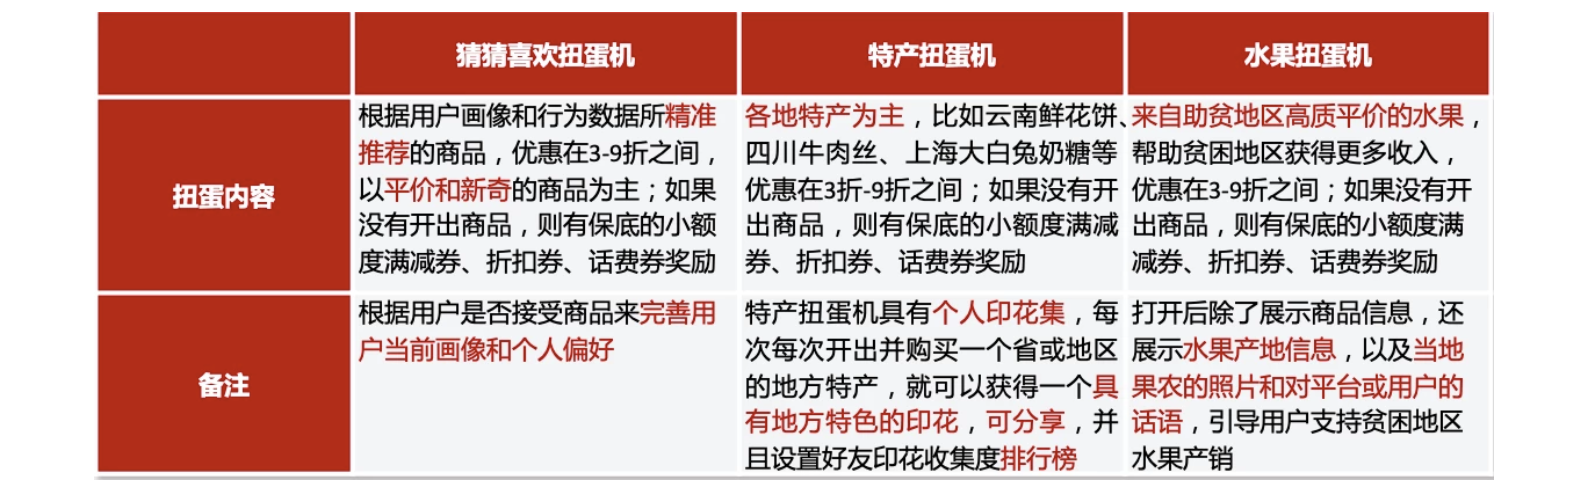 猜猜喜欢扭蛋机
特产扭蛋机
水果扭蛋机
扭蛋内容
根据用户画像和行为数据所精准
推荐的商品，优惠在3-9折之间，
以平价和新奇的商品为主；如果
没有开出商品，则有保底的小额
度满减券、折扣券、话费券奖励
各地特产为主，比如云南鲜花饼、
四川牛肉丝、上海大白兔奶糖等
优惠在3折-9折之间；如果没有开
出商品，则有保底的小额度满减
券、折扣券、话费券奖励
来自助贫地区高质平价的水果，
帮助贫困地区获得更多收入，
优惠在3-9折之间；如果没有开
出商品，则有保底的小额度满
减券、折扣券、话费券奖励
备注
根据用户是否接受商品来完善用
户当前画像和个人偏好
特产扭蛋机具有个人印花集，每
次每次开出并购买一个省或地区
的地方特产，就可以获得一个具
有地方特色的印花，可分享，并
且设置好友印花收集度排行榜
打开后除了展示商品信息，还
展示水果产地信息，以及当地
果农的照片和对平台或用户的
话语，引导用户支持贫困地区
水果产销